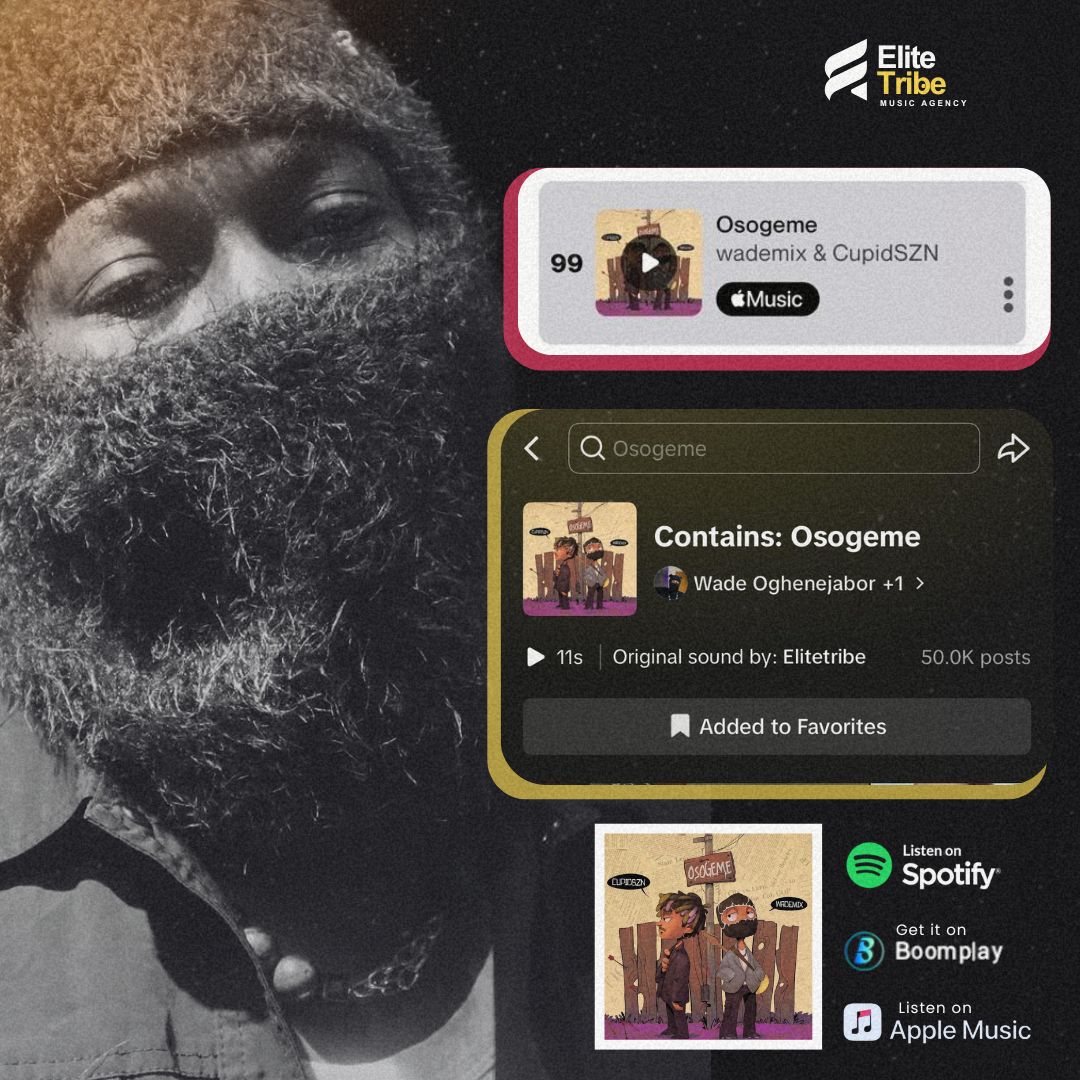 Elite
Tribe
MUSIC AGENCY
99
Osogeme
wademix & CupidSZN
Music
Osogeme
Contains: Osogeme
Wade Oghenejabor +1
11s
Original sound by: Elitetribe
50.0K posts
Added to Favorites
OSOGEME
CUPIDSZN
WADEMIX
Listen on
Spotify
Get it on
Boomplay
Listen on
Apple Music